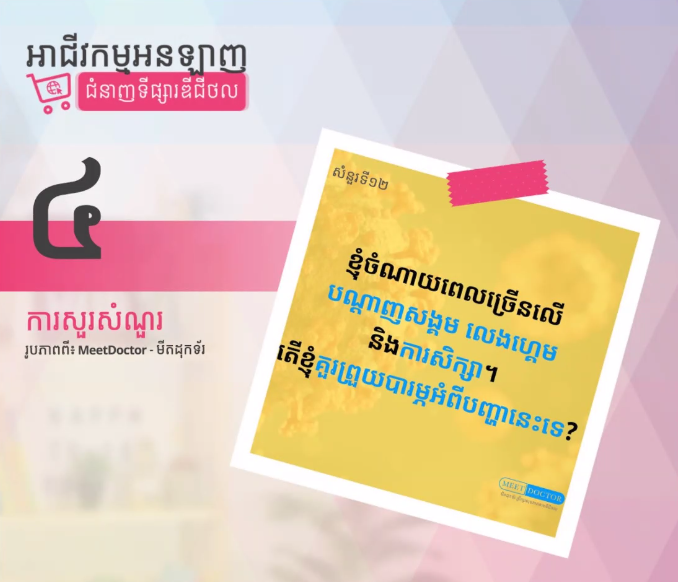 អាជីវកម្មអនឡាញ
ជំនាញទីផ្សារឌីជីថល
៤
ការសួរសំណួរ
រូបភាពពី៖ MeetDoctor - មីតដុកទ័រ
សំនួរទី១២
ខ្ញុំចំណាយពេលច្រើនលើ
បណ្តាញសង្គម លេងហ្គេម
និងការសិក្សា។
តើខ្ញុំគួរព្រួយបារម្ភអំពីបញ្ហានេះទេ?
MEET DOCTOR